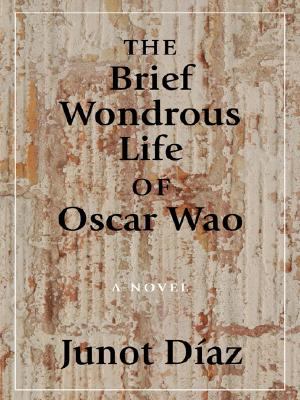 THE
Brief
Wondrous
Life
OF
Oscar Wao
A NOVEL
Junot Díaz